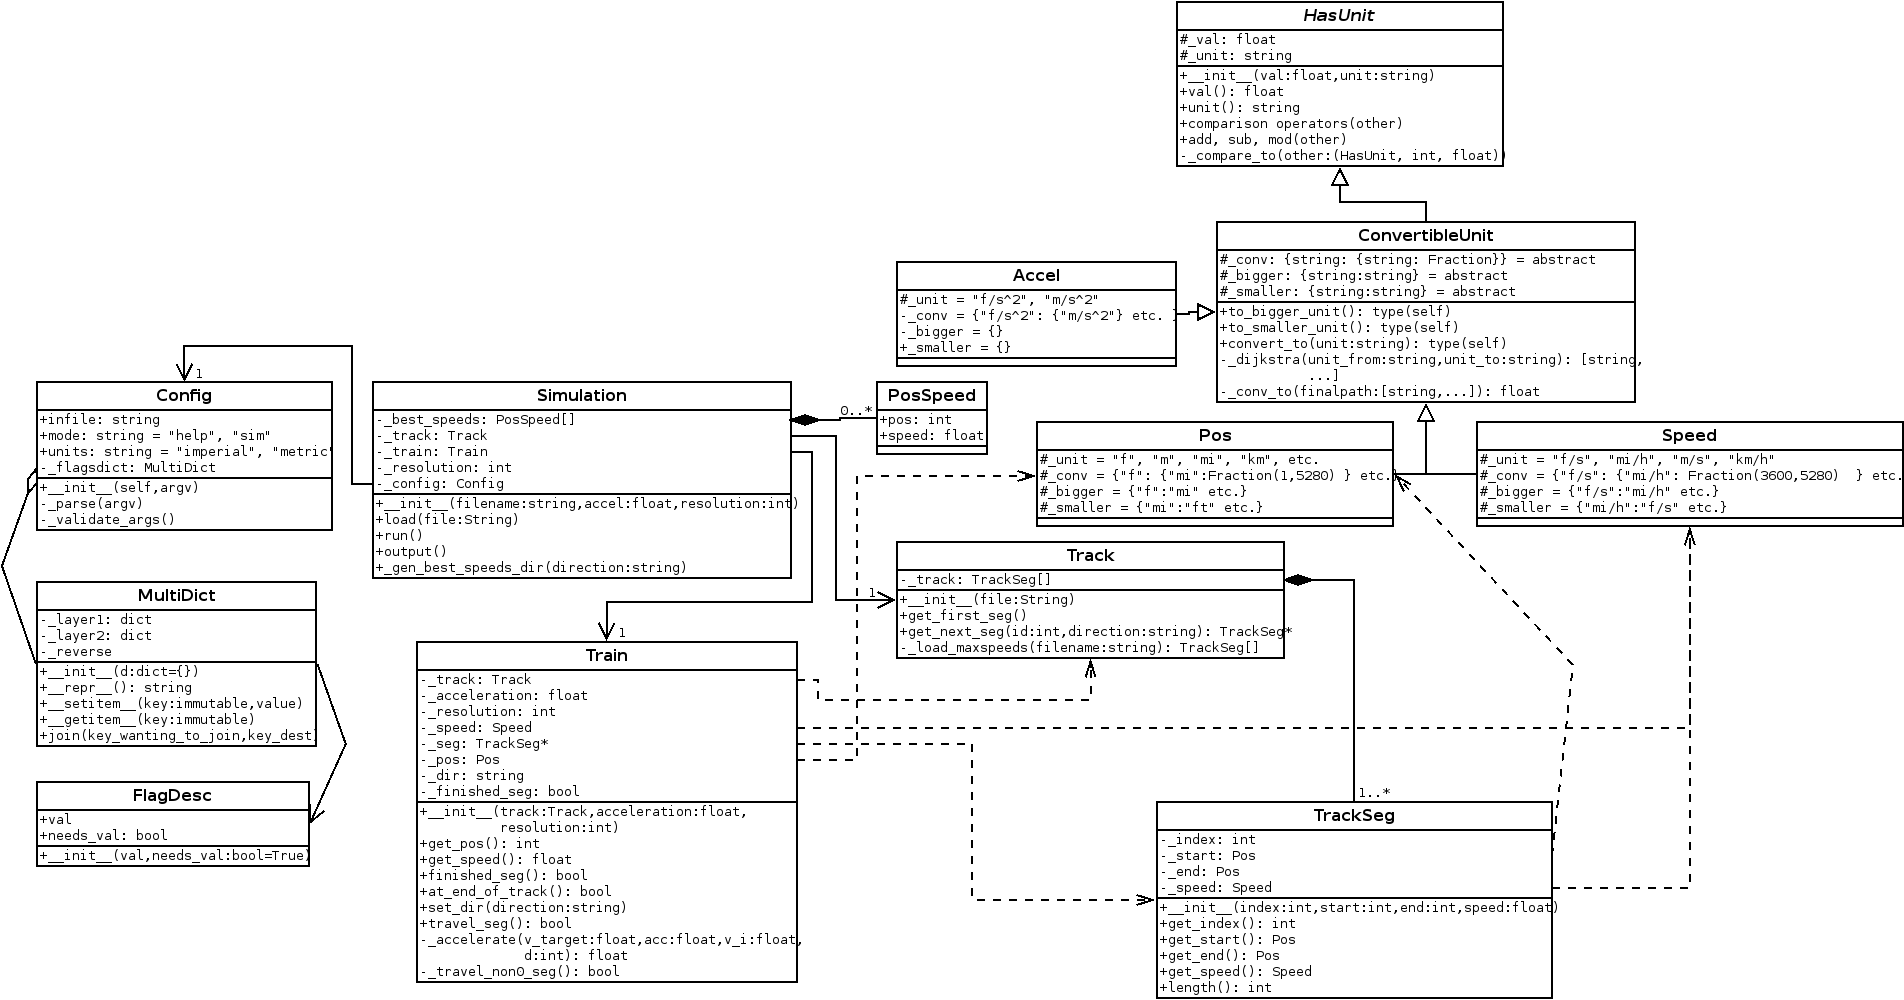 HasUnit
#_val: float
#_unit: string
+__init__(val:float,unit:string)
+val(): float
+unit(): string
+comparison operators(other)
+add, sub, mod(other)
-_compare_to(other:(HasUnit, int, float))
ConvertibleUnit
#_conv: {string: {string: Fraction}} = abstract
#_bigger: {string:string} = abstract
#_smaller: {string:string} = abstract
+to_bigger_unit(): type(self)
+to_smaller_unit(): type(self)
+convert_to(unit:string): type(self)
-_dijkstra(unit_from:string,unit_to:string): [string,
...]
-_conv_to(finalpath:[string,...]): float
Accel
#_unit = "f/s^2", "m/s^2"
-_conv = {"f/s^2": {"m/s^2"} etc. }
-_bigger = {}
+_smaller = {}
1
Config
+infile: string
+mode: string = "help", "sim"
+units: string = "imperial", "metric"
-_flagsdict: MultiDict
+__init__(self,argv)
-_parse(argv)
-_validate_args()
Simulation
-_best_speeds: PosSpeed[]
-_track: Track
-_train: Train
-_resolution: int
-_config: Config
+__init__(filename:string,accel:float,resolution:int)
+load(file:String)
+run()
+output()
+_gen_best_speeds_dir(direction:string)
0..*
PosSpeed
+pos: int
+speed: float
Pos
#_unit = "f", "m", "mi", "km", etc.
#_conv = {"f": {"mi":Fraction(1,5280) } etc.}
#_bigger = {"f":"mi" etc.}
#_smaller = {"mi":"ft" etc.}
Speed
#_unit = "f/s", "mi/h", "m/s", "km/h"
#_conv = {"f/s": {"mi/h": Fraction(3600,5280)  } etc.
#_bigger = {"f/s":"mi/h" etc.}
#_smaller = {"mi/h":"f/s" etc.}
1
Track
-_track: TrackSeg[]
+__init__(file:String)
+get_first_seg()
+get_next_seg(id:int,direction:string): TrackSeg*
-_load_maxspeeds(filename:string): TrackSeg[]
MultiDict
-_layer1: dict
-_layer2: dict
-_reverse
+__init__(d:dict={})
+__repr__(): string
+__setitem__(key:immutable,value)
+__getitem__(key:immutable)
+join(key_wanting_to_join,key_dest)
1
Train
-_track: Track
-_acceleration: float
-_resolution: int
-_speed: Speed
-_seg: TrackSeg*
-_pos: Pos
-_dir: string
-_finished_seg: bool
+__init__(track:Track,acceleration:float,
resolution:int)
+get_pos(): int
+get_speed(): float
+finished_seg(): bool
+at_end_of_track(): bool
+set_dir(direction:string)
+travel_seg(): bool
-_accelerate(v_target:float,acc:float,v_i:float,
d:int): float
-_travel_non0_seg(): bool
FlagDesc
+val
+needs_val: bool
+__init__(val,needs_val:bool=True)
1..*
TrackSeg
-_index: int
-_start: Pos
-_end: Pos
-_speed: Speed
+__init__(index:int,start:int,end:int,speed:float)
+get_index(): int
+get_start(): Pos
+get_end(): Pos
+get_speed(): Speed
+length(): int